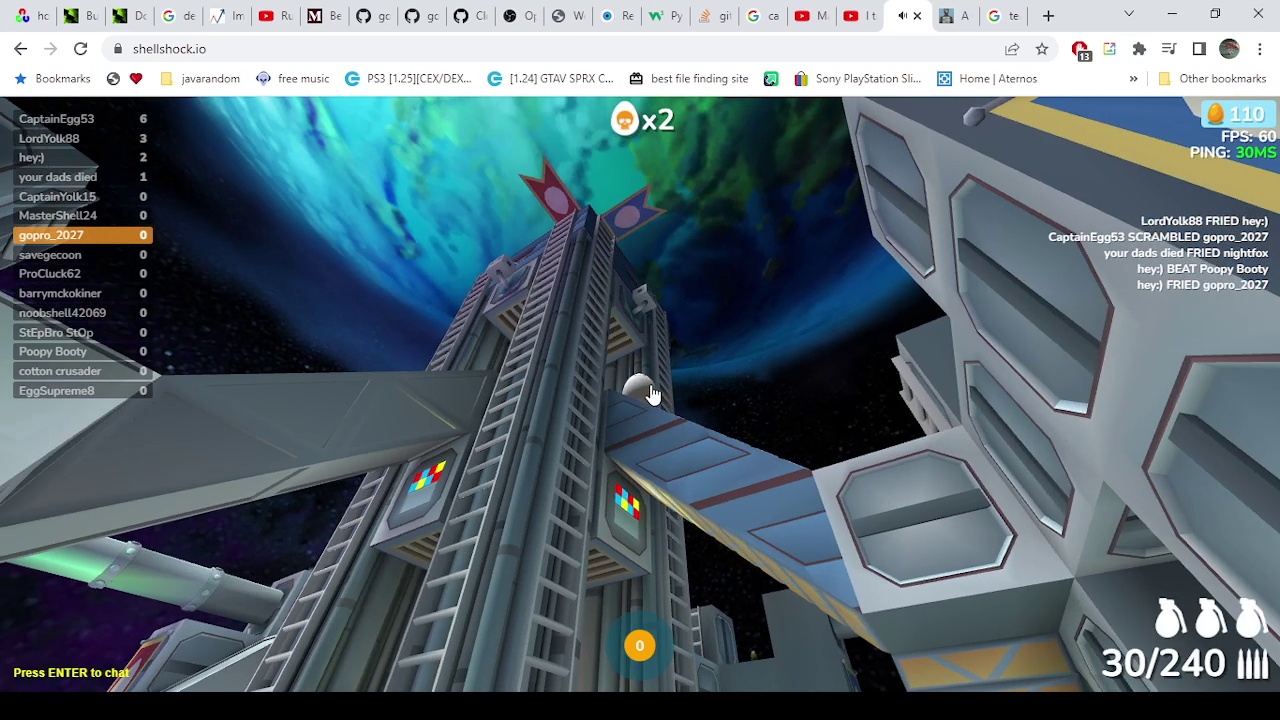 hc
Bu
Dc
de
Im
Ru
Be
gc
gc
Cl
Op
W
Re
Py
gi
ca
M
I t
A
te
shellshock.io
13
Bookmarks
javarandom
free music
PS3 [1.25][CEX/DEX...
[1.24] GTAV SPRX C...
best file finding site
Sony PlayStation Sli...
Home | Aternos
»
Other bookmarks
CaptainEgg53 6
LordYolk88 3
hey:) 2
your dads died 1
CaptainYolk15 0
MasterShell24 0
gopro_2027 0
savegecoon 0
ProCluck62 0
barrymckokiner 0
noobshell42069 0
StEpBro StOp 0
Poopy Booty 0
cotton crusader 0
EggSupreme8 0
x2
110
FPS: 60
PING: 30MS
LordYolk88 FRIED hey:)
CaptainEgg53 SCRAMBLED gopro_2027
your dads died FRIED nightfox
hey:) BEAT Poopy Booty
hey:) FRIED gopro_2027
0
30/240
Press ENTER to chat